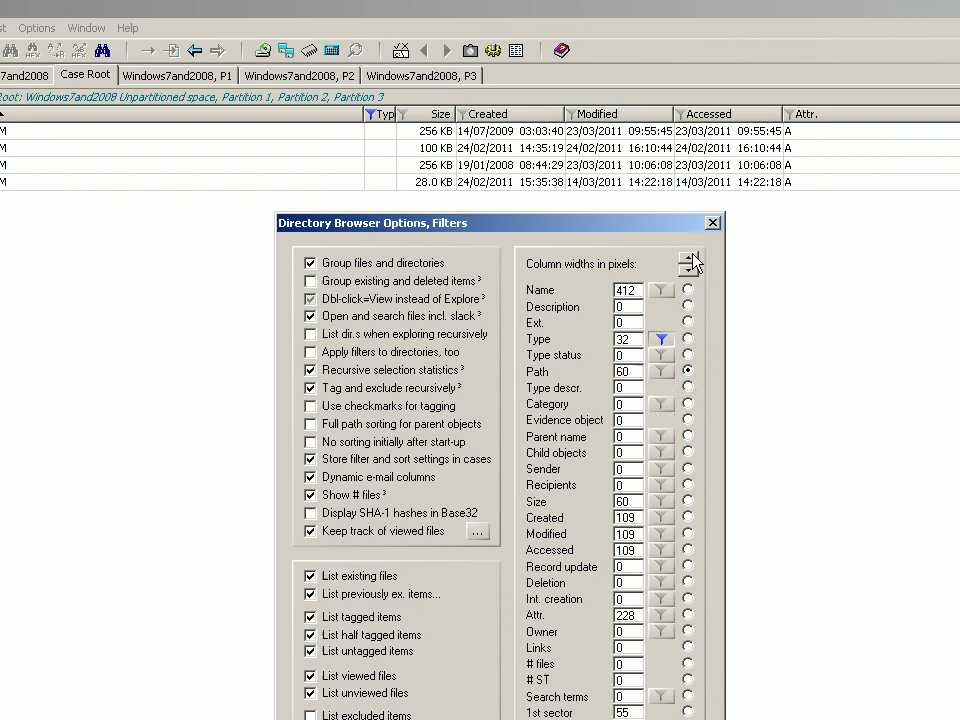 st Options Window Help
7and2008 Case Root Windows7and2008, P1 Windows7and2008, P2 Windows7and2008, P3
Root: Windows7and2008 Unpartitioned space, Partition 1, Partition 2, Partition 3
Typ Size Created Modified Accessed Attr.
M 256 KB 14/07/2009 03:03:40 23/03/2011 09:55:45 23/03/2011 09:55:45 A
M 100 KB 24/02/2011 14:35:19 24/02/2011 16:10:44 24/02/2011 16:10:44 A
M 256 KB 19/01/2008 08:44:29 23/03/2011 10:06:08 23/03/2011 10:06:08 A
M 28.0 KB 24/02/2011 15:35:38 14/03/2011 14:22:18 14/03/2011 14:22:18 A
Directory Browser Options, Filters
Group files and directories
Group existing and deleted items³
Dbl-click=View instead of Explore³
Open and search files incl. slack³
List dir.s when exploring recursively
Apply filters to directories, too
Recursive selection statistics³
Tag and exclude recursively³
Use checkmarks for tagging
Full path sorting for parent objects
No sorting initially after start-up
Store filter and sort settings in cases
Dynamic e-mail columns
Show # files³
Display SHA-1 hashes in Base32
Keep track of viewed files ...
List existing files
List previously ex. items...
List tagged items
List half tagged items
List untagged items
List viewed files
List unviewed files
List excluded items
Column widths in pixels:
Name 412
Description 0
Ext. 0
Type 32
Type status 0
Path 60
Type descr. 0
Category 0
Evidence object 0
Parent name 0
Child objects 0
Sender 0
Recipients 0
Size 60
Created 109
Modified 109
Accessed 109
Record update 0
Deletion 0
Int. creation 0
Attr. 228
Owner 0
Links 0
# files 0
# ST 0
Search terms 0
1st sector 55